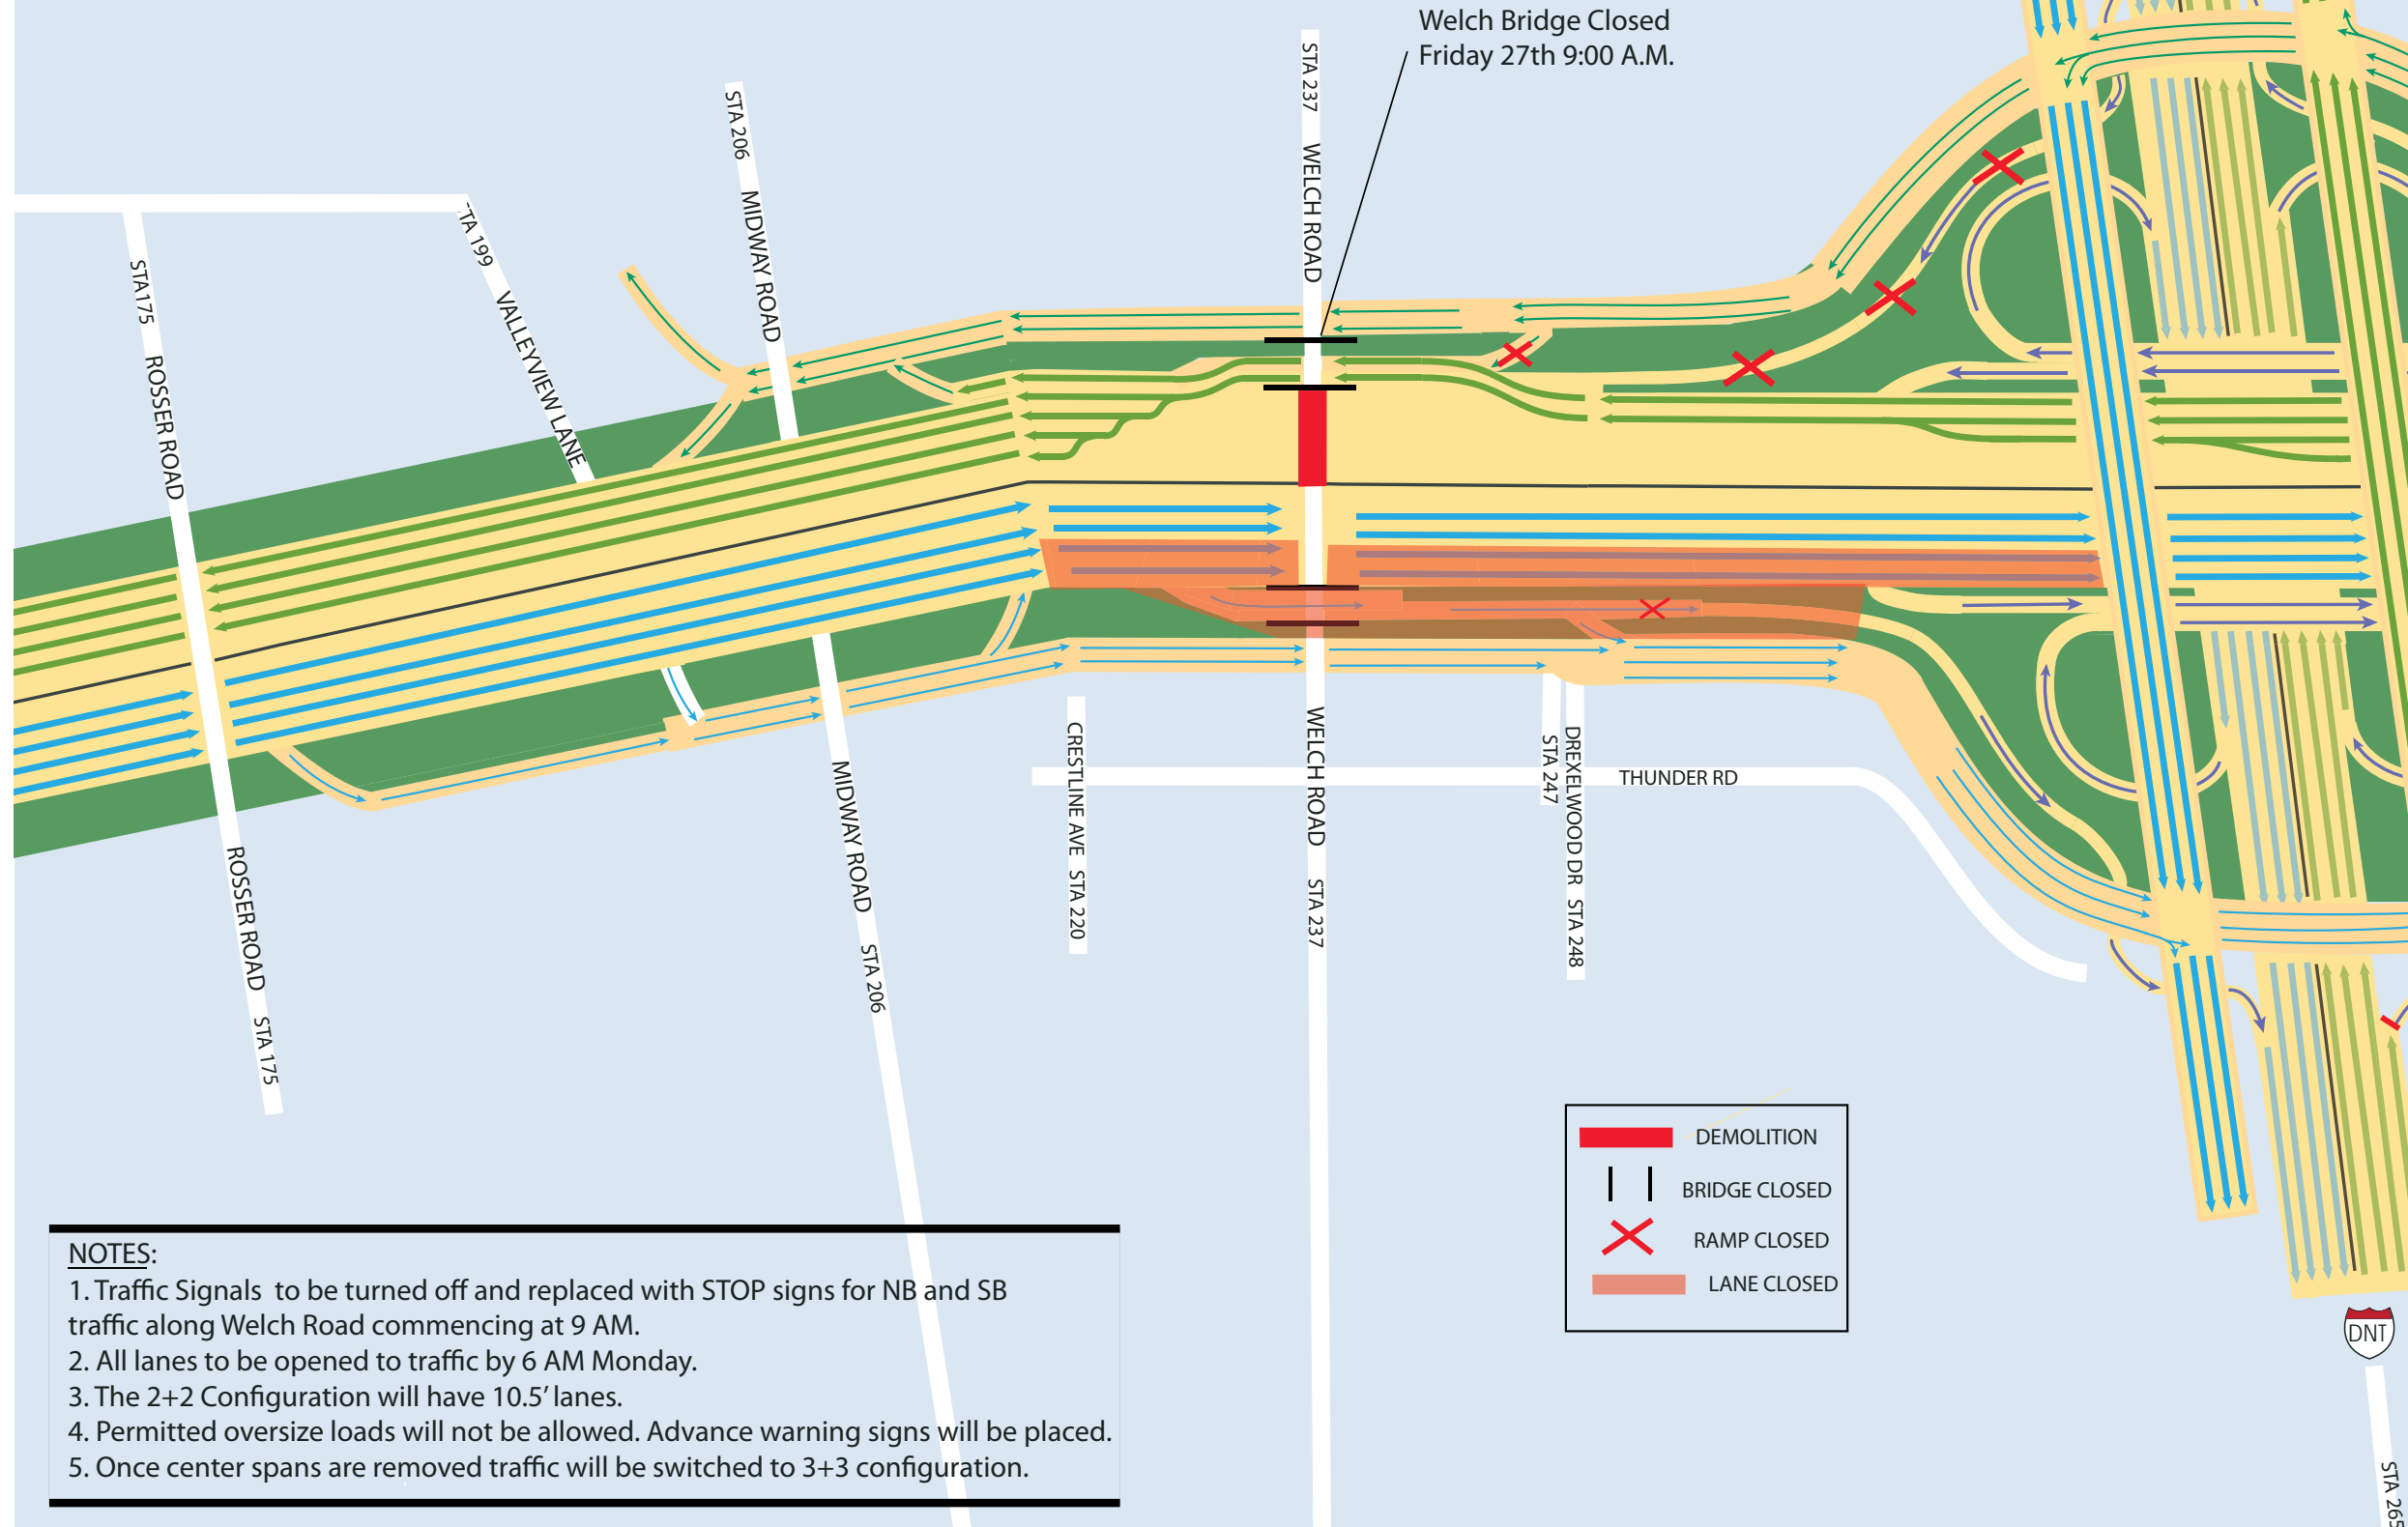 Welch Bridge Closed
Friday 27th 9:00 A.M.
STA 237 WELCH ROAD
STA 206 MIDWAY ROAD
TA 199 VALLEYVIEW LANE
STA175 ROSSER ROAD
ROSSER ROAD STA 175
MIDWAY ROAD STA 206
CRESTLINE AVE STA 220
WELCH ROAD STA 237
STA 247
DREXELWOOD DR STA 248
THUNDER RD
DEMOLITION
BRIDGE CLOSED
RAMP CLOSED
LANE CLOSED
DNT
STA 265
NOTES:
1. Traffic Signals to be turned off and replaced with STOP signs for NB and SB
traffic along Welch Road commencing at 9 AM.
2. All lanes to be opened to traffic by 6 AM Monday.
3. The 2+2 Configuration will have 10.5' lanes.
4. Permitted oversize loads will not be allowed. Advance warning signs will be placed.
5. Once center spans are removed traffic will be switched to 3+3 configuration.